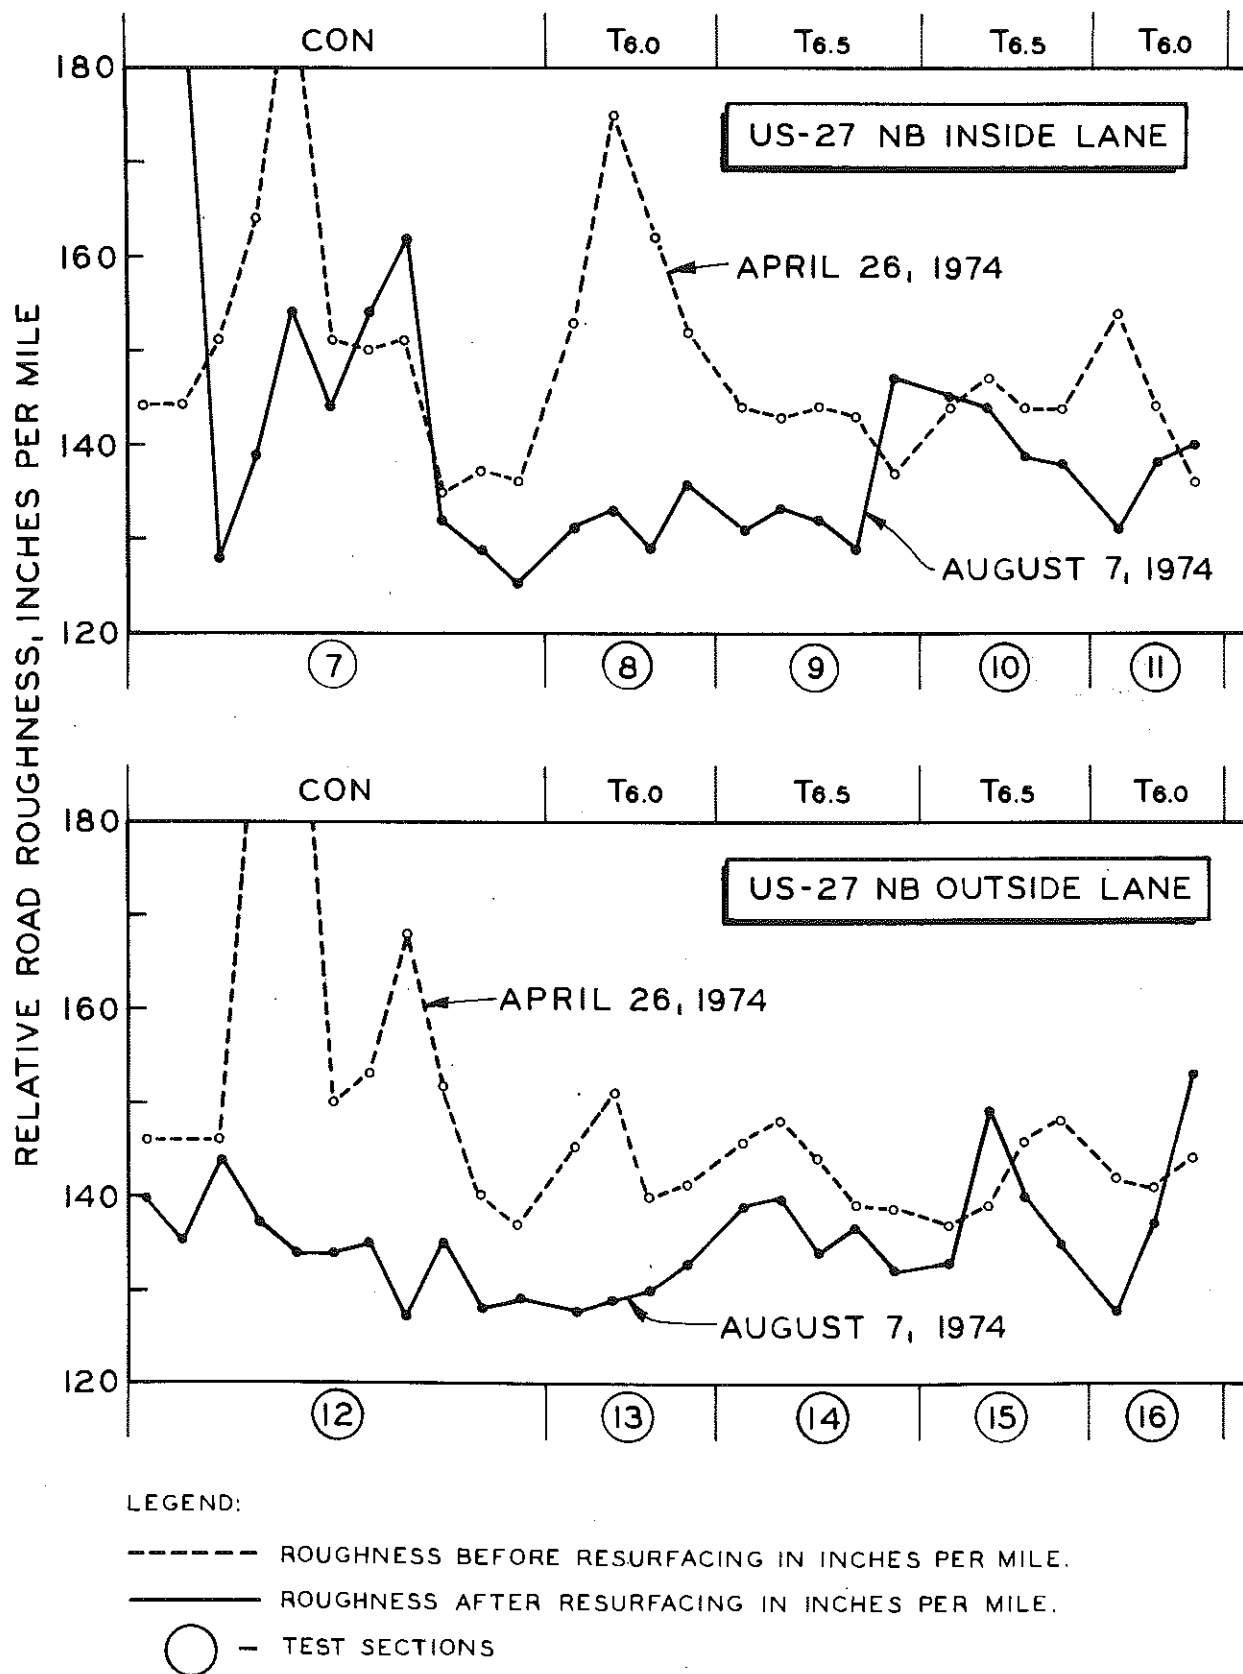 CON T6.0 T6.5 T6.5 T6.0
180
US-27 NB INSIDE LANE
160
APRIL 26, 1974
140
AUGUST 7, 1974
120
7 8 9 10 11
RELATIVE ROAD ROUGHNESS, INCHES PER MILE
CON T6.0 T6.5 T6.5 T6.0
180
US-27 NB OUTSIDE LANE
160
APRIL 26, 1974
140
AUGUST 7, 1974
120
12 13 14 15 16
LEGEND:
ROUGHNESS BEFORE RESURFACING IN INCHES PER MILE.
ROUGHNESS AFTER RESURFACING IN INCHES PER MILE.
- TEST SECTIONS